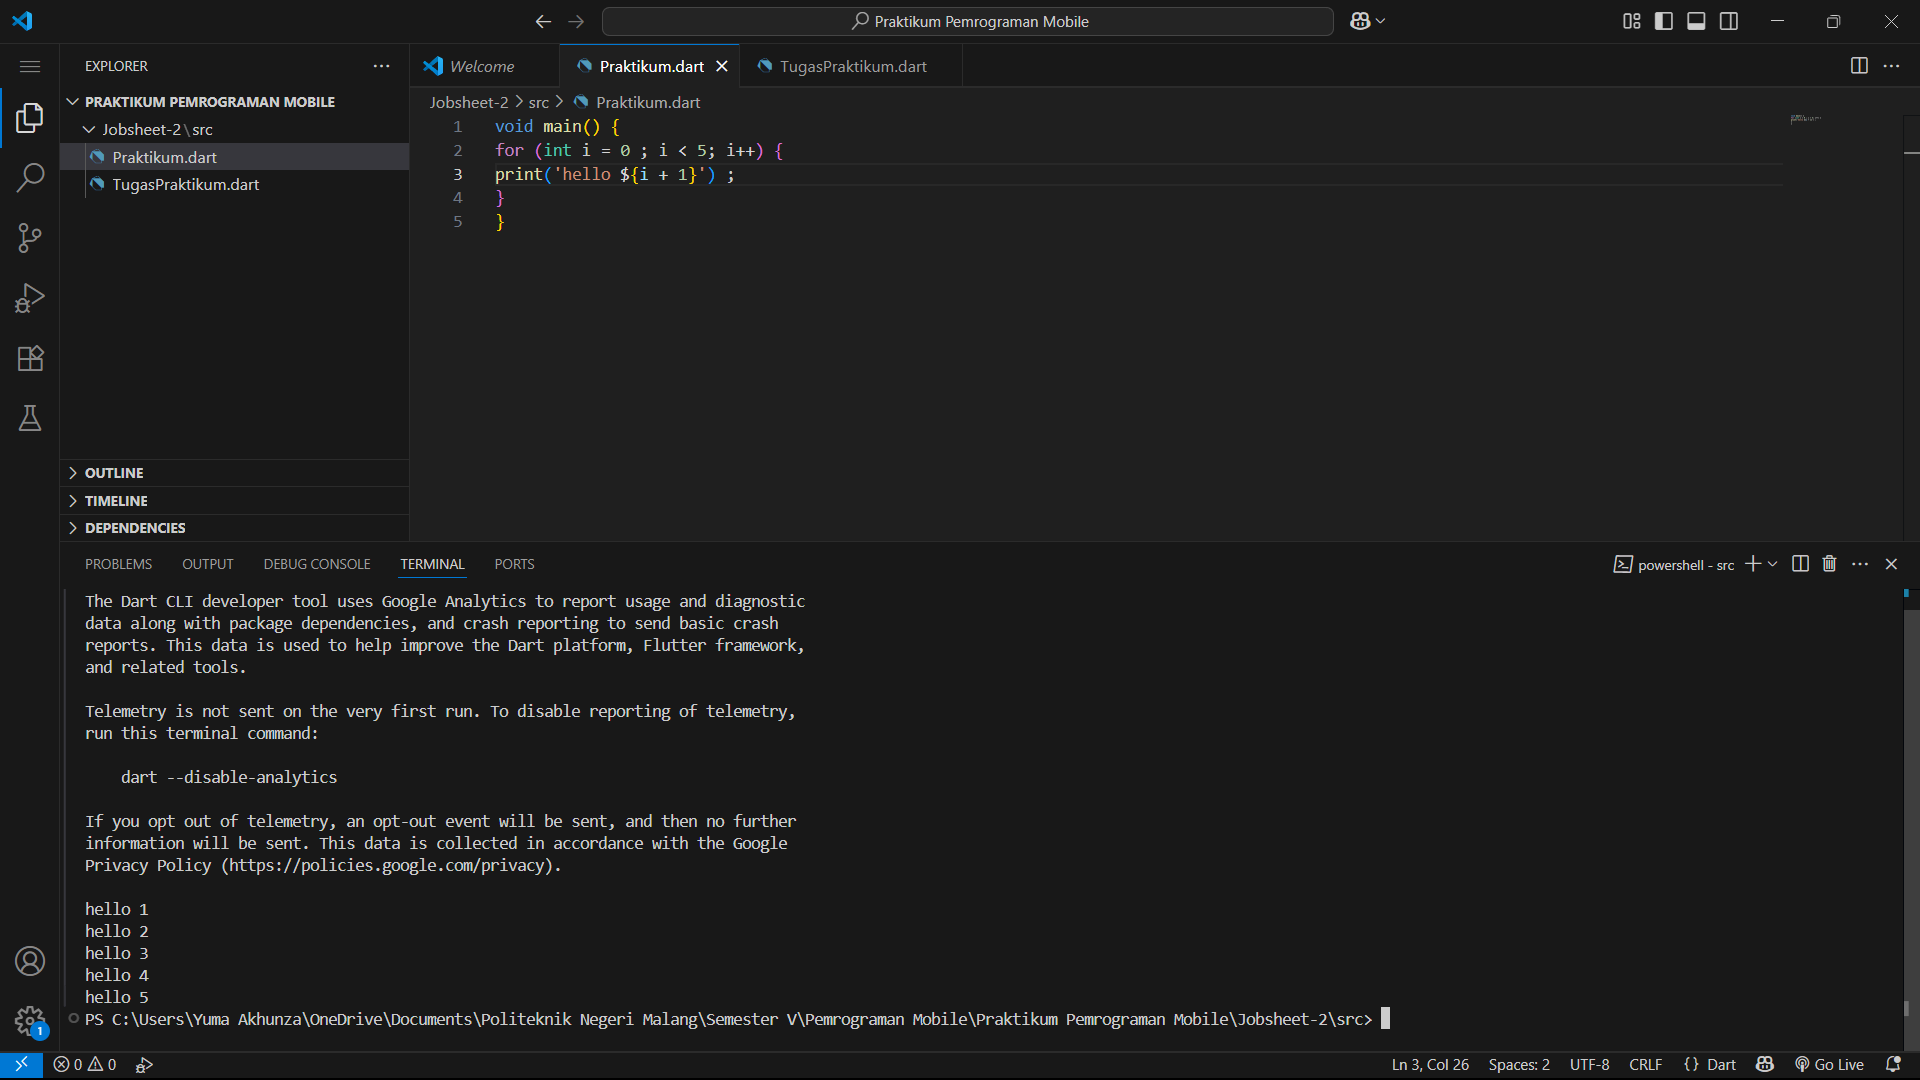 Praktikum Pemrograman Mobile
EXPLORER
PRAKTIKUM PEMROGRAMAN MOBILE
Jobsheet-2\src
Praktikum.dart
TugasPraktikum.dart
OUTLINE
TIMELINE
DEPENDENCIES
Welcome
Praktikum.dart
TugasPraktikum.dart
Jobsheet-2 > src > Praktikum.dart
1 void main() {
2 for (int i = 0 ; i < 5; i++) {
3 print('hello ${i + 1}') ;
4 }
5 }
PROBLEMS OUTPUT DEBUG CONSOLE TERMINAL PORTS
powershell - src
The Dart CLI developer tool uses Google Analytics to report usage and diagnostic
data along with package dependencies, and crash reporting to send basic crash
reports. This data is used to help improve the Dart platform, Flutter framework,
and related tools.
Telemetry is not sent on the very first run. To disable reporting of telemetry,
run this terminal command:
dart --disable-analytics
If you opt out of telemetry, an opt-out event will be sent, and then no further
information will be sent. This data is collected in accordance with the Google
Privacy Policy (https://policies.google.com/privacy).
hello 1
hello 2
hello 3
hello 4
hello 5
PS C:\Users\Yuma Akhunza\OneDrive\Documents\Politeknik Negeri Malang\Semester V\Pemrograman Mobile\Praktikum Pemrograman Mobile\Jobsheet-2\src>
1
0 0
Ln 3, Col 26 Spaces: 2 UTF-8 CRLF {} Dart Go Live